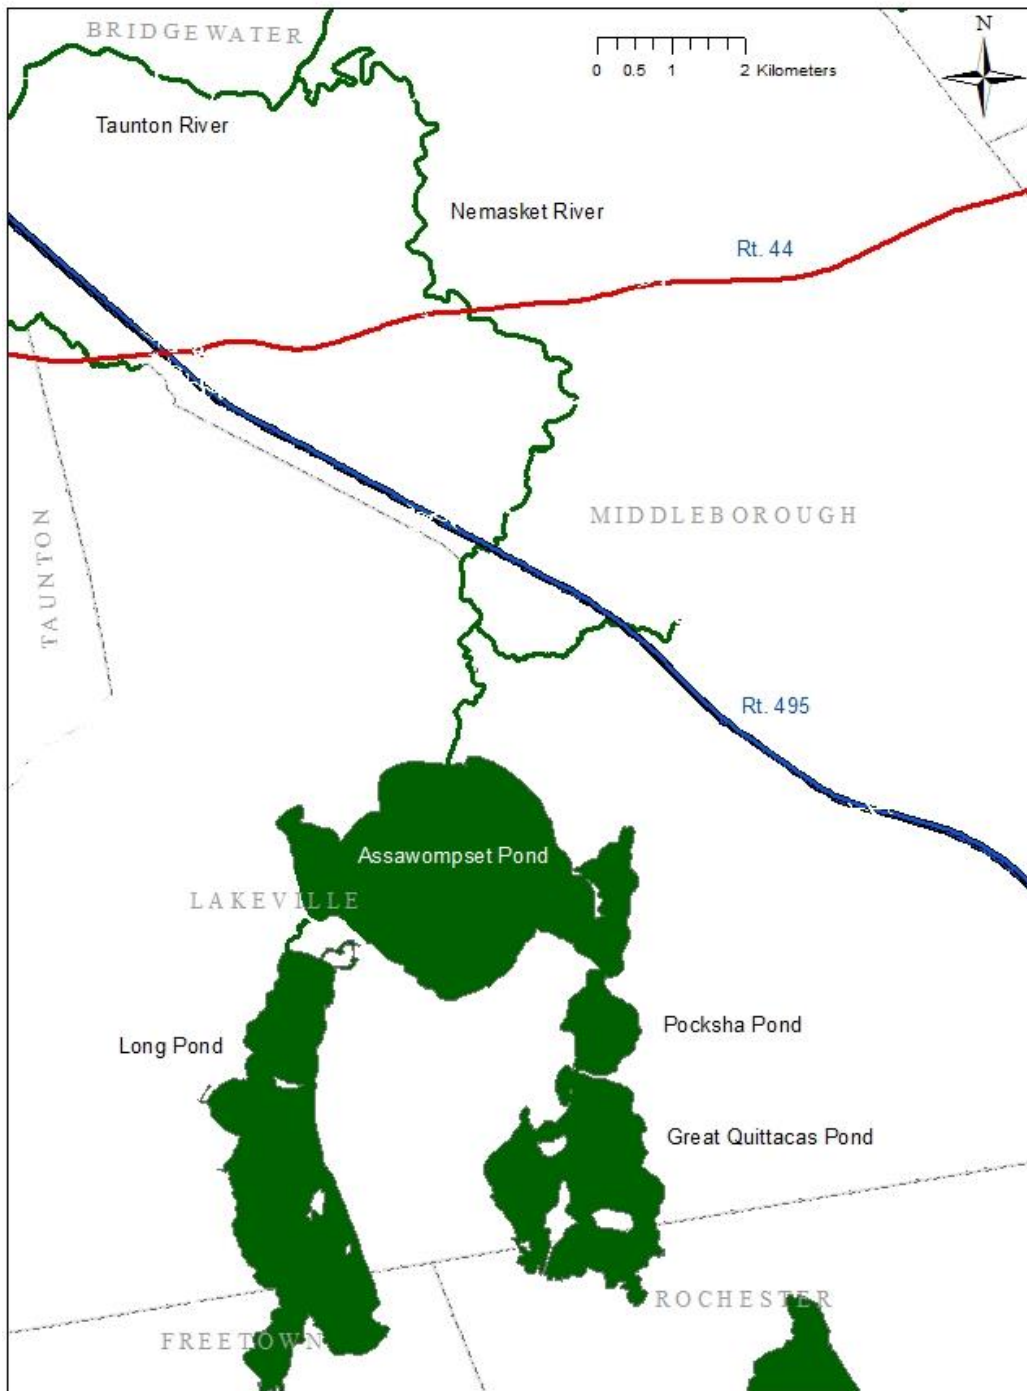 BRIDGEWATER
N
0 0.5 1 2 Kilometers
Taunton River
Nemasket River
Rt. 44
MIDDLEBOROUGH
TAUNTON
Rt. 495
Assawompset Pond
LAKEVILLE
Pocksha Pond
Long Pond
Great Quittacas Pond
ROCHESTER
FREETOWN